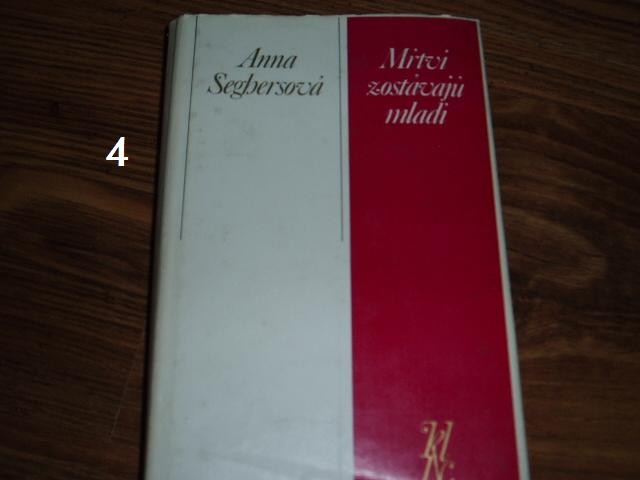 Anna
Seghersová
Mŕtvi
zostávajú
mladí
4